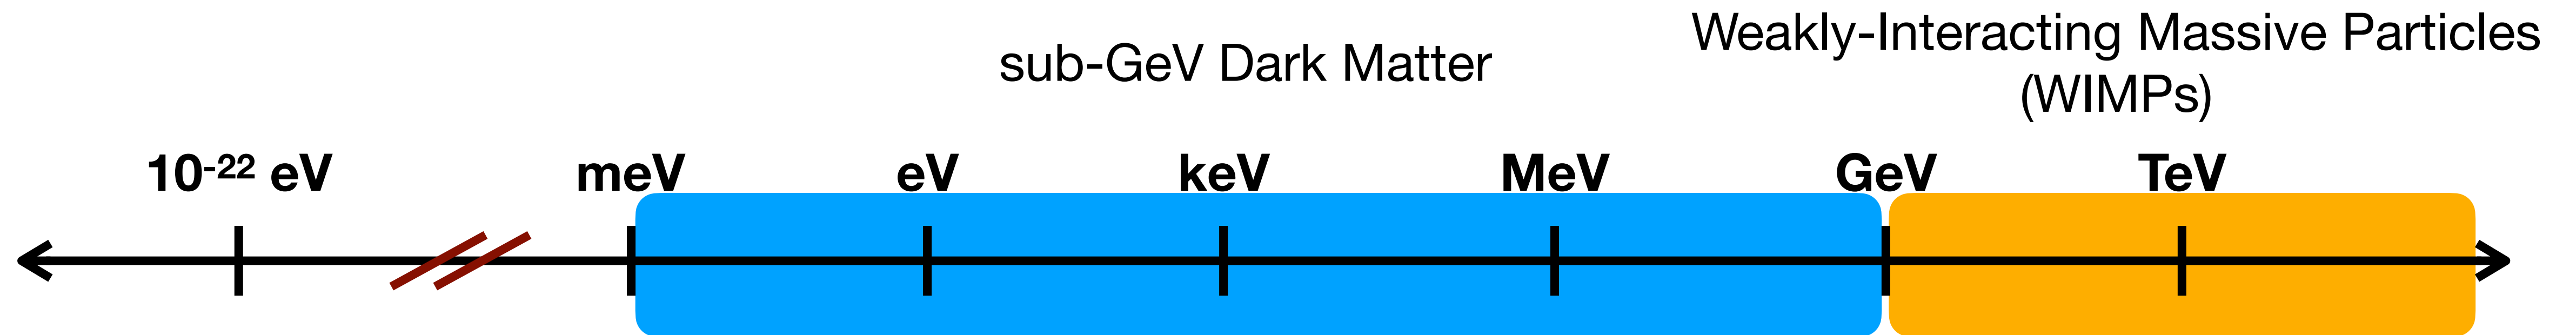 Weakly-Interacting Massive Particles
(WIMPs)
sub-GeV Dark Matter
10-22 eV
meV
eV
keV
MeV
GeV
TeV